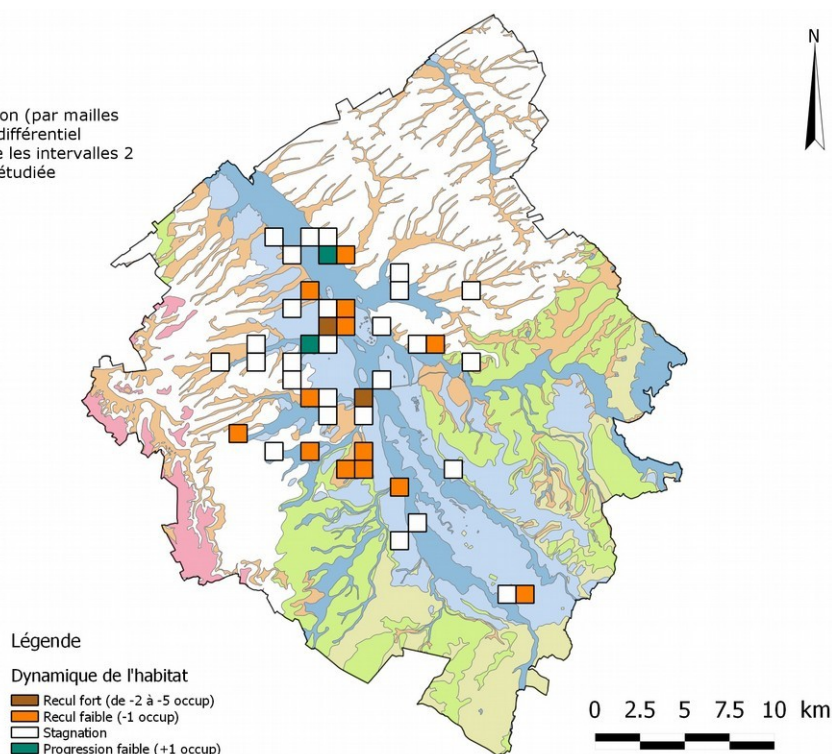 on (par mailles
différentiel
les intervalles 2
étudiée
N
Légende
Dynamique de l'habitat
Recul fort (de -2 à -5 occup)
Recul faible (-1 occup)
Stagnation
Progression faible (+1 occup)
0 2.5 5 7.5 10 km